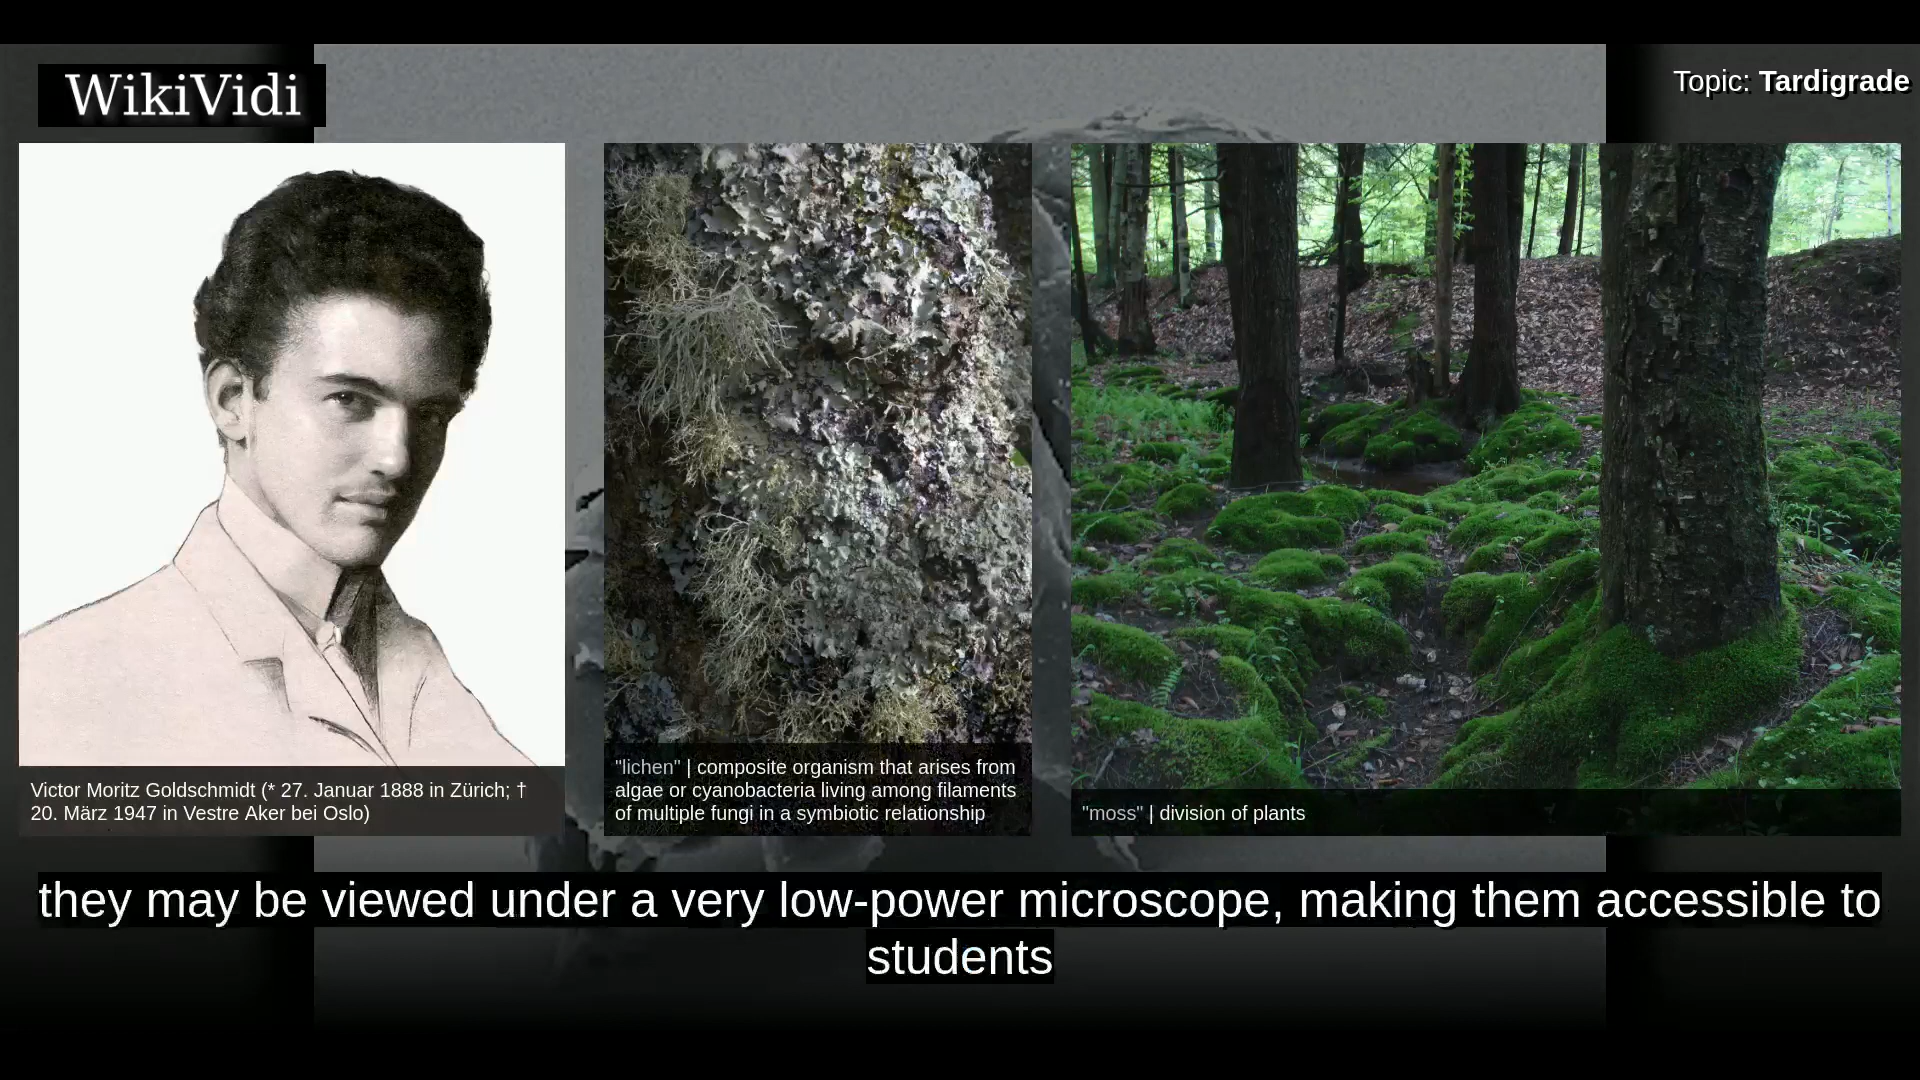 WikiVidi
Topic: Tardigrade
Victor Moritz Goldschmidt (* 27. Januar 1888 in Zürich; †
20. März 1947 in Vestre Aker bei Oslo)
"lichen" | composite organism that arises from
algae or cyanobacteria living among filaments
of multiple fungi in a symbiotic relationship
"moss" | division of plants
they may be viewed under a very low-power microscope, making them accessible to
students